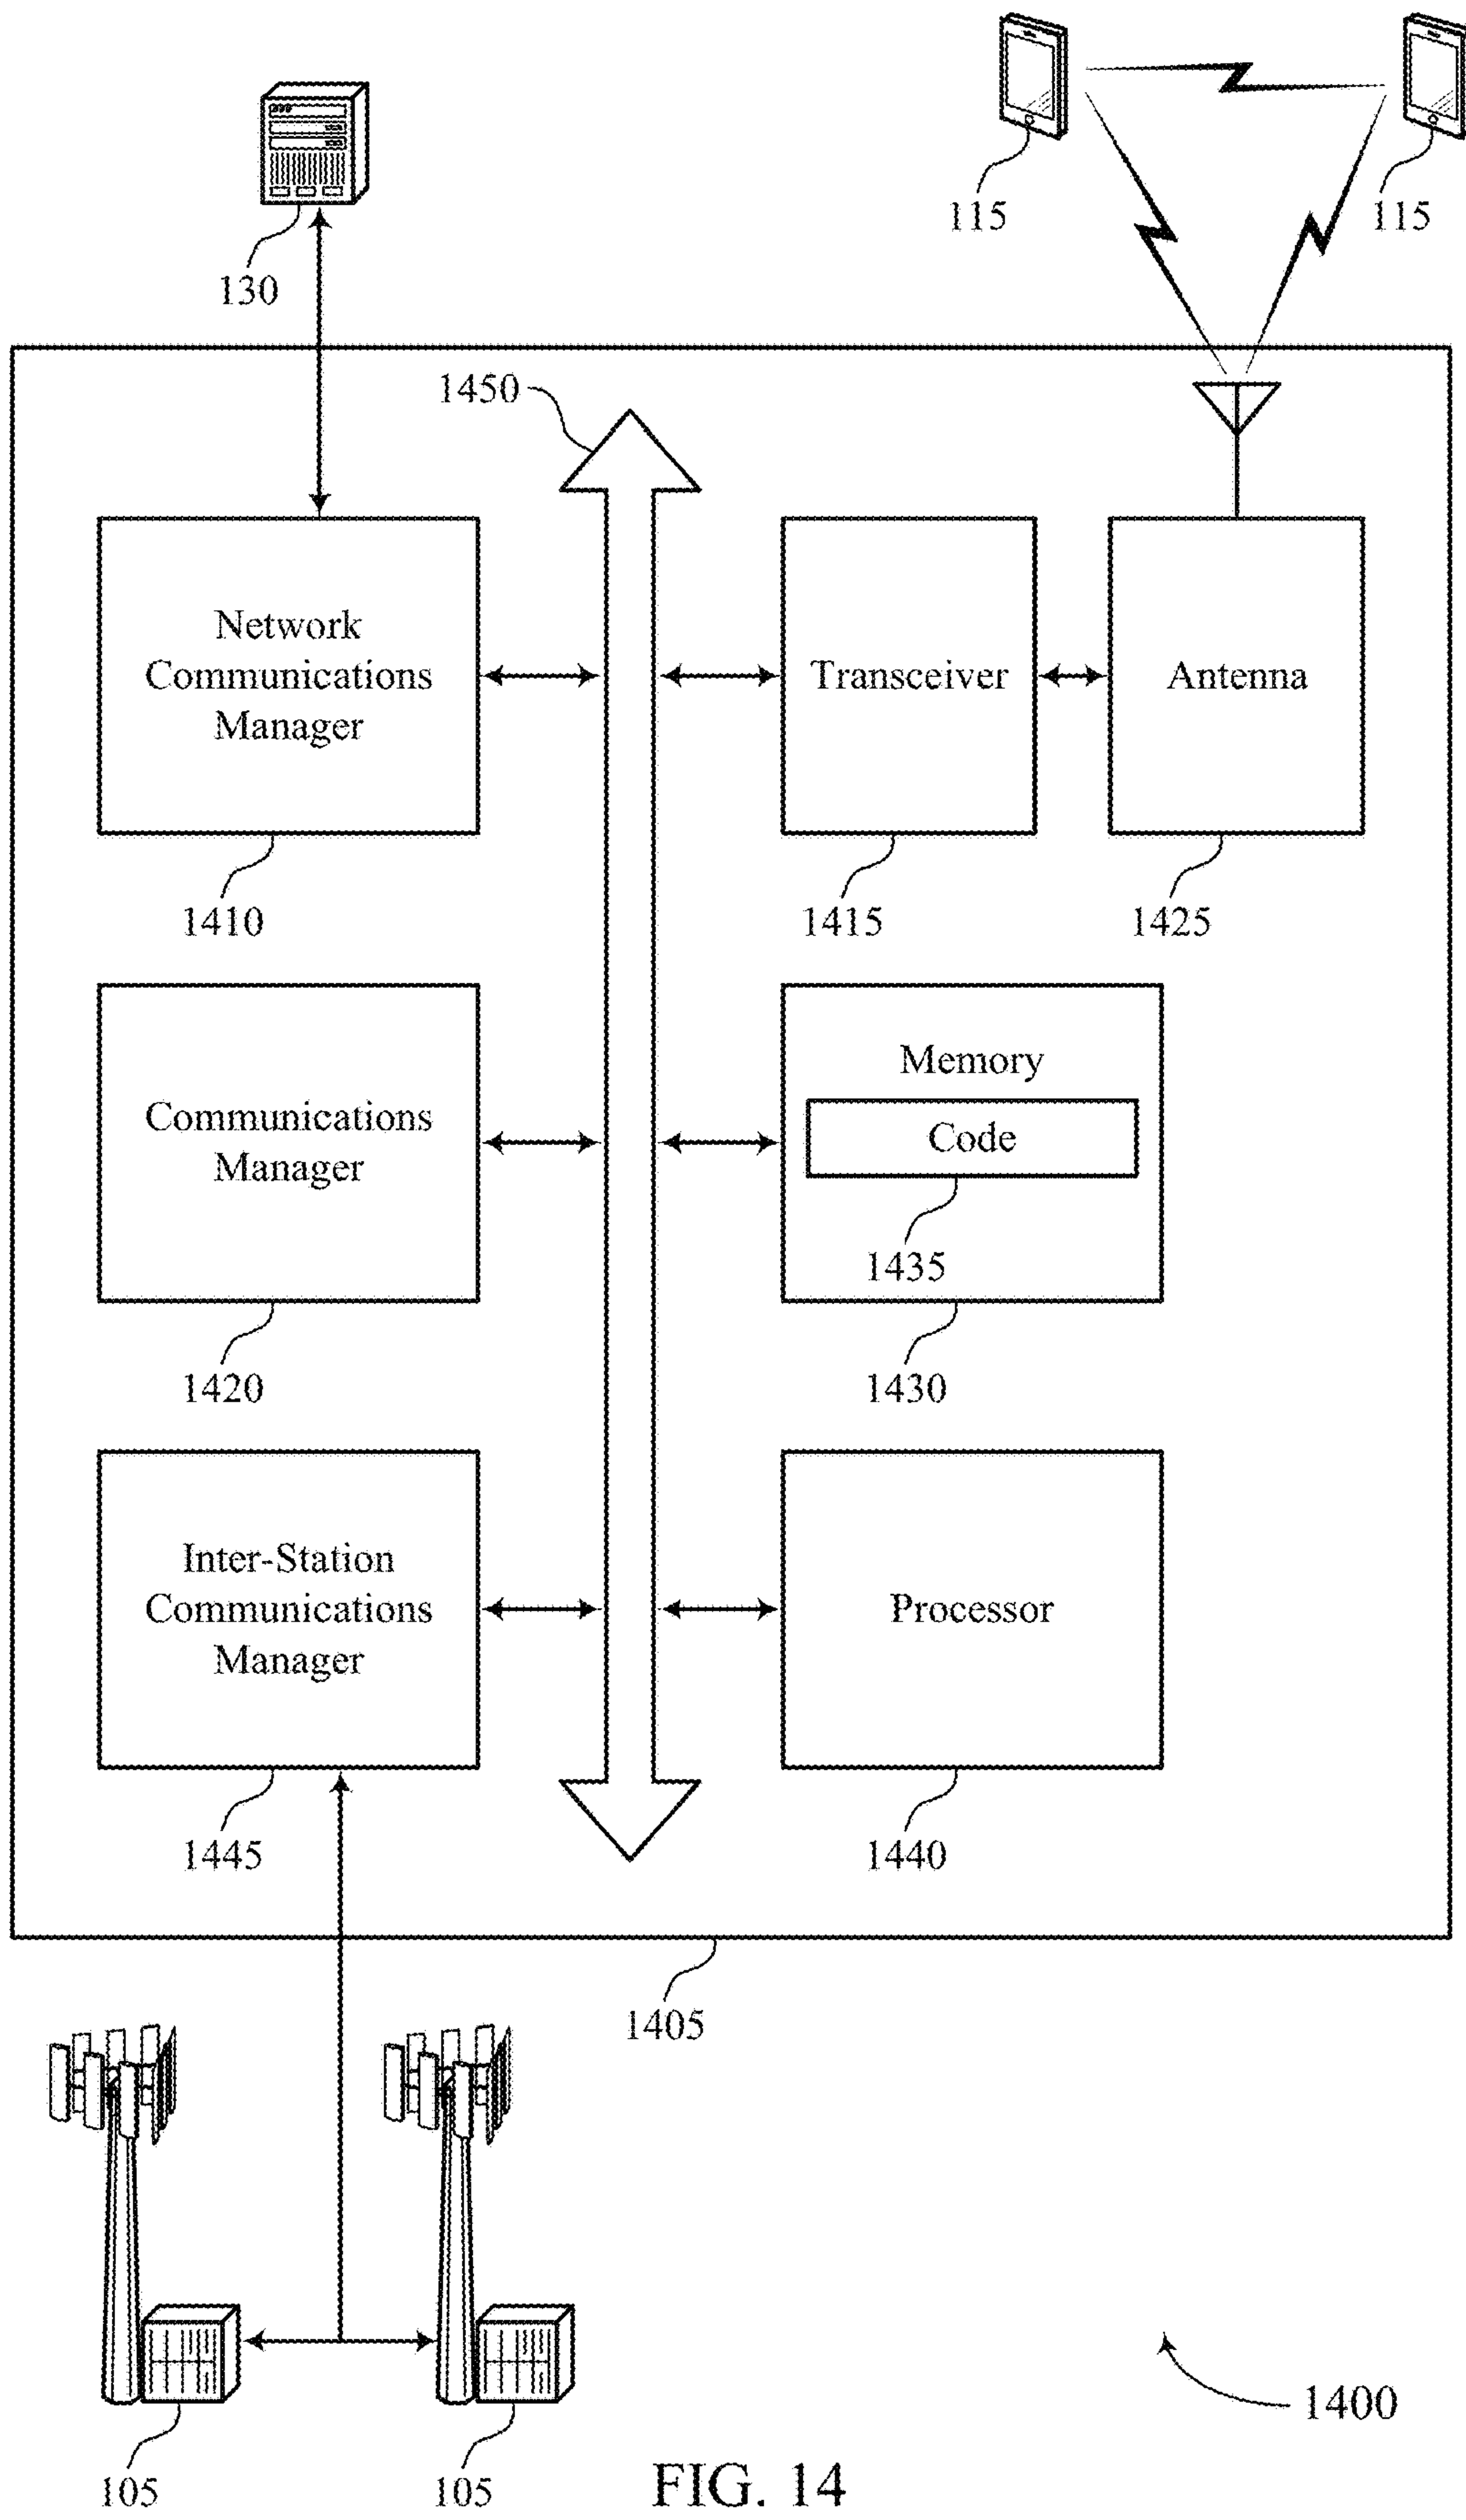 115
115
130
1450
Network
Communications
Manager
Transceiver
Antenna
1410
1415
1425
Communications
Manager
Memory
Code
1435
1420
1430
Inter-Station
Communications
Manager
Processor
1445
1440
1405
1400
105
105
FIG. 14